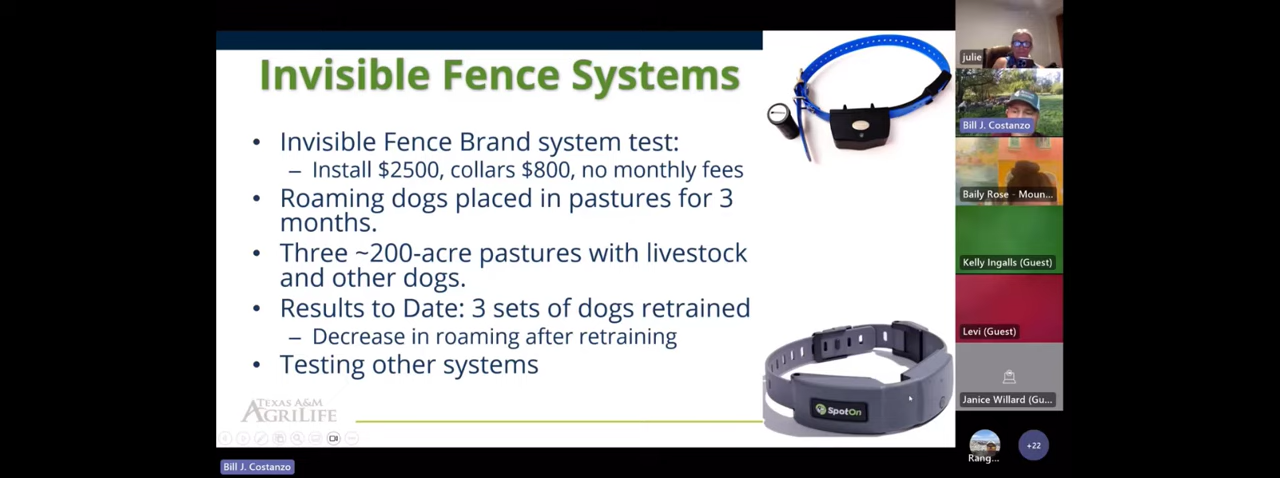 Invisible Fence Systems
• Invisible Fence Brand system test:
– Install $2500, collars $800, no monthly fees
• Roaming dogs placed in pastures for 3
months.
• Three ~200-acre pastures with livestock
and other dogs.
• Results to Date: 3 sets of dogs retrained
– Decrease in roaming after retraining
• Testing other systems
TEXAS A&M
AGRILIFE
SpotOn
Bill J. Costanzo
julie
Bill J. Costanzo
Baily Rose - Moun...
Kelly Ingalls (Guest)
Levi (Guest)
Janice Willard (Gu...
Rang...
+22